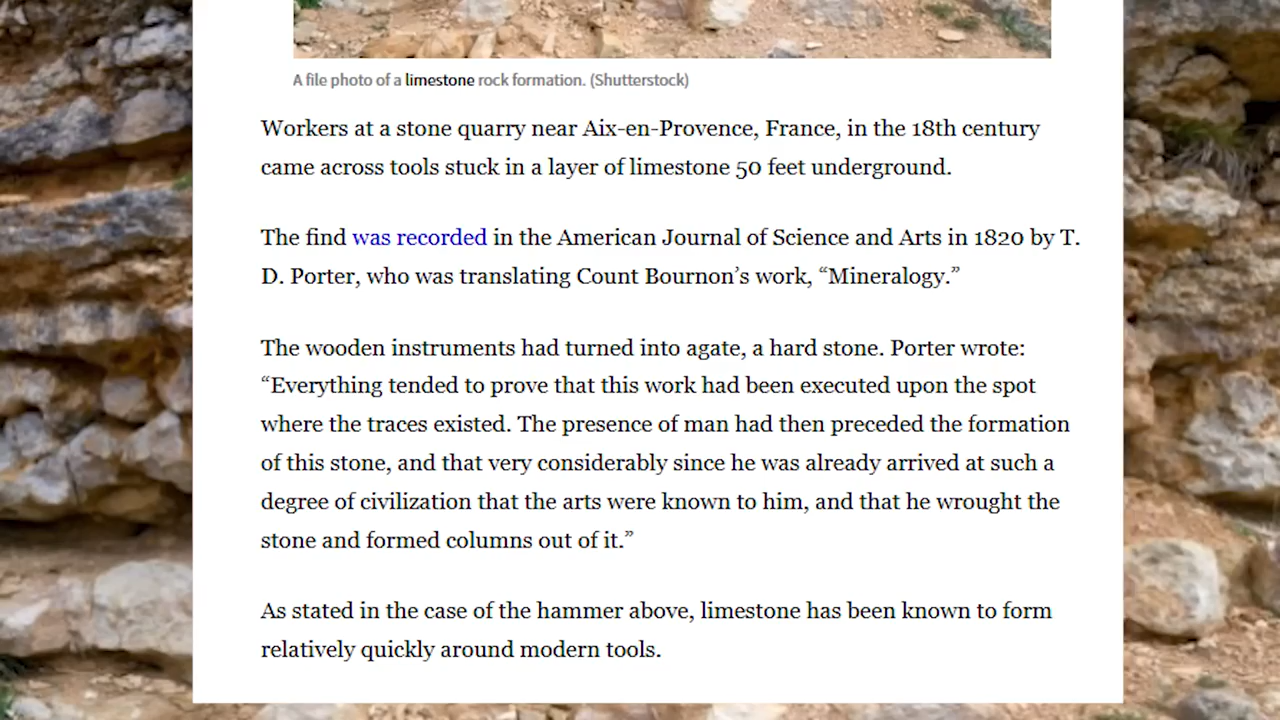 A file photo of a limestone rock formation. (Shutterstock)
Workers at a stone quarry near Aix-en-Provence, France, in the 18th century
came across tools stuck in a layer of limestone 50 feet underground.
The find was recorded in the American Journal of Science and Arts in 1820 by T.
D. Porter, who was translating Count Bournon’s work, “Mineralogy.”
The wooden instruments had turned into agate, a hard stone. Porter wrote:
“Everything tended to prove that this work had been executed upon the spot
where the traces existed. The presence of man had then preceded the formation
of this stone, and that very considerably since he was already arrived at such a
degree of civilization that the arts were known to him, and that he wrought the
stone and formed columns out of it.”
As stated in the case of the hammer above, limestone has been known to form
relatively quickly around modern tools.